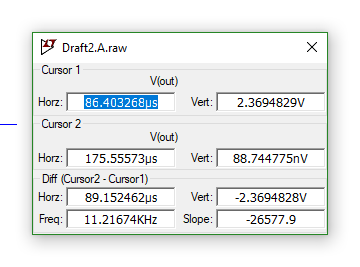 Draft2.A.raw
Cursor 1
V(out)
Horz: 86.403268µs Vert: 2.3694829V
Cursor 2
V(out)
Horz: 175.55573µs Vert: 88.744775nV
Diff (Cursor2 - Cursor1)
Horz: 89.152462µs Vert: -2.3694828V
Freq: 11.21674KHz Slope: -26577.9